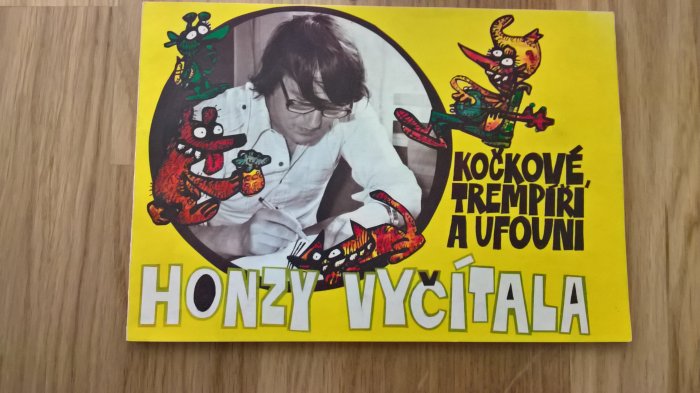 KOČKOVÉ,
TREMPÍŘI,
A UFOUNI
HONZY VYČÍTALA